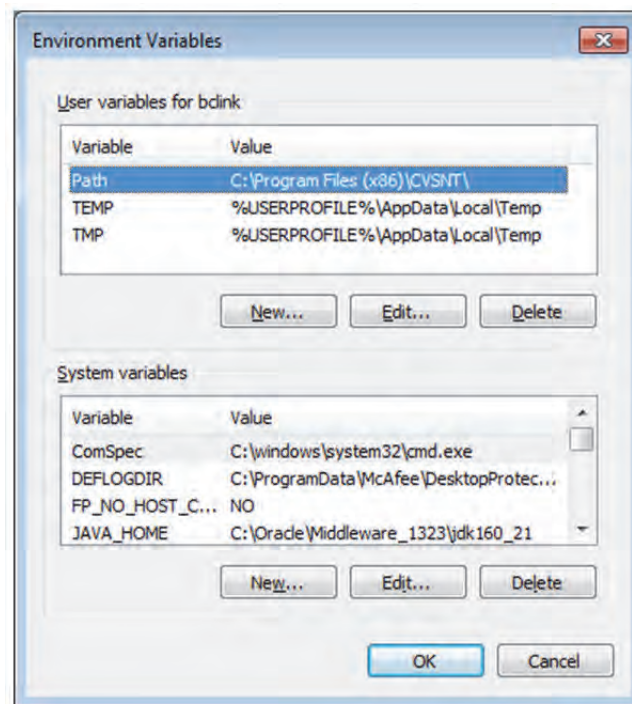 Environment Variables
User variables for bclink
Variable Value
Path C:\Program Files (x86)\CVSNT\
TEMP %USERPROFILE%\AppData\Local\Temp
TMP %USERPROFILE%\AppData\Local\Temp
New... Edit... Delete
System variables
Variable Value
ComSpec C:\windows\system32\cmd.exe
DEFLOGDIR C:\ProgramData\McAfee\DesktopProtec...
FP_NO_HOST_C... NO
JAVA_HOME C:\Oracle\Middleware_1323\jdk160_21
New... Edit... Delete
OK Cancel